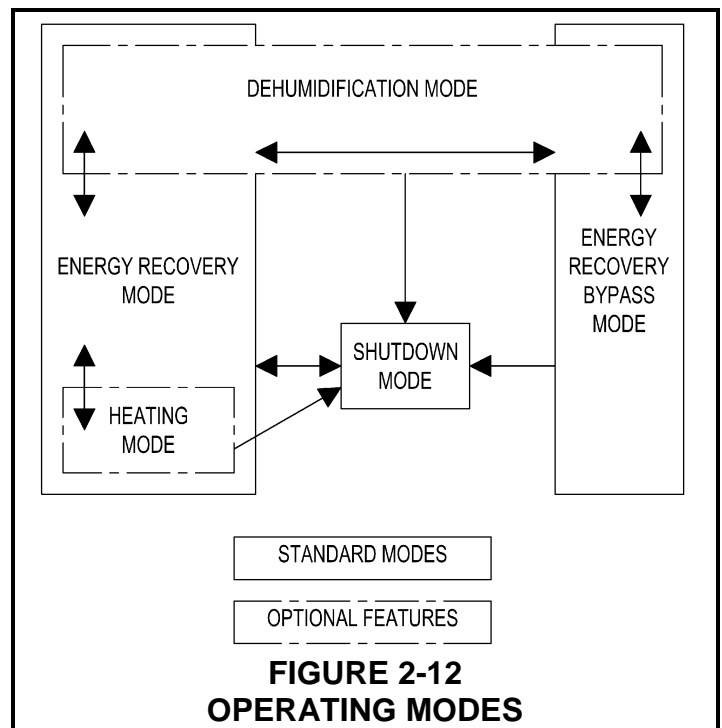 DEHUMIDIFICATION MODE
ENERGY RECOVERY
MODE
ENERGY
RECOVERY
BYPASS
MODE
SHUTDOWN
MODE
HEATING
MODE
STANDARD MODES
OPTIONAL FEATURES
FIGURE 2-12
OPERATING MODES